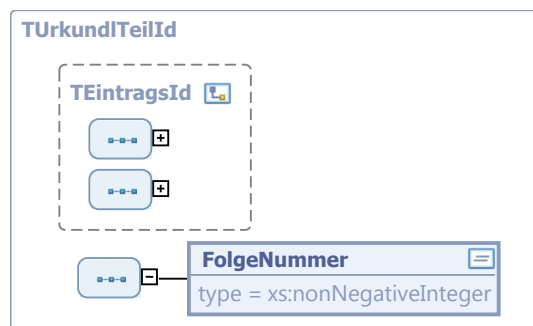 TUrkundlTeilId
TEintragsId
FolgeNummer
type = xs:nonNegativeInteger